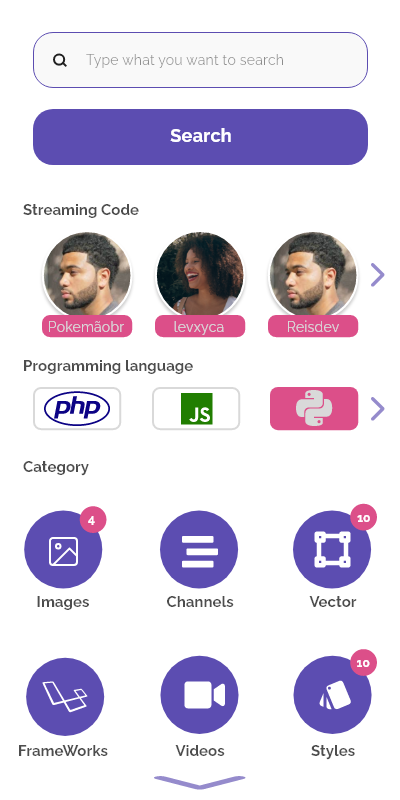 Type what you want to search
Search
Streaming Code
Pokemãobr levxyca Reisdev
Programming language
php JS
Category
4 10
Images Channels Vector
10
FrameWorks Videos Styles